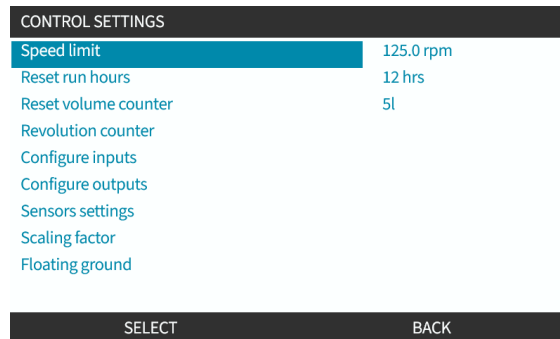 CONTROL SETTINGS
Speed limit 125.0 rpm
Reset run hours 12 hrs
Reset volume counter 5l
Revolution counter
Configure inputs
Configure outputs
Sensors settings
Scaling factor
Floating ground
SELECT BACK